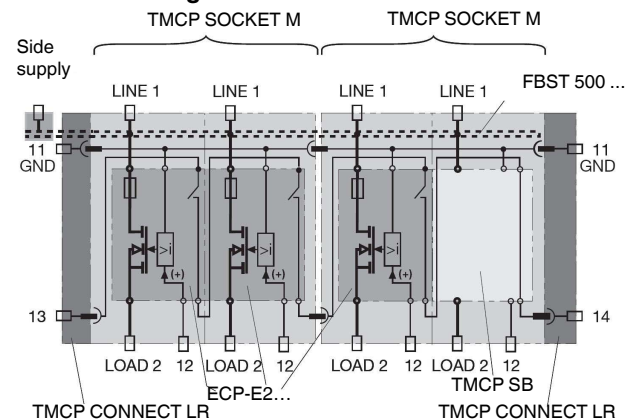 TMCP SOCKET M TMCP SOCKET M
Side
supply
LINE 1 LINE 1 LINE 1 LINE 1 FBST 500 ...
11 11
GND GND
>i >i >i
(+) (+) (+)
13 14
LOAD 2 12 LOAD 2 12 LOAD 2 12 LOAD 2 12
ECP-E2... TMCP SB
TMCP CONNECT LR TMCP CONNECT LR